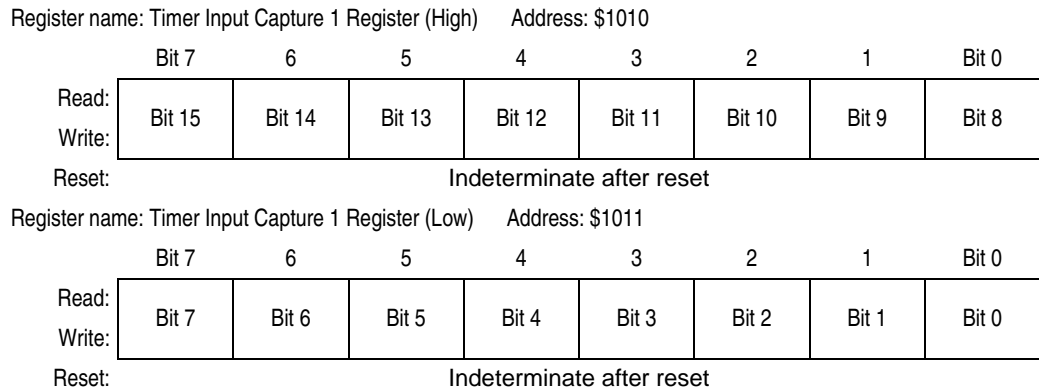 Register name: Timer Input Capture 1 Register (High) Address: $1010
Bit 7 6 5 4 3 2 1 Bit 0
Read:
Bit 15 Bit 14 Bit 13 Bit 12 Bit 11 Bit 10 Bit 9 Bit 8
Write:
Reset: Indeterminate after reset
Register name: Timer Input Capture 1 Register (Low) Address: $1011
Bit 7 6 5 4 3 2 1 Bit 0
Read:
Bit 7 Bit 6 Bit 5 Bit 4 Bit 3 Bit 2 Bit 1 Bit 0
Write:
Reset: Indeterminate after reset